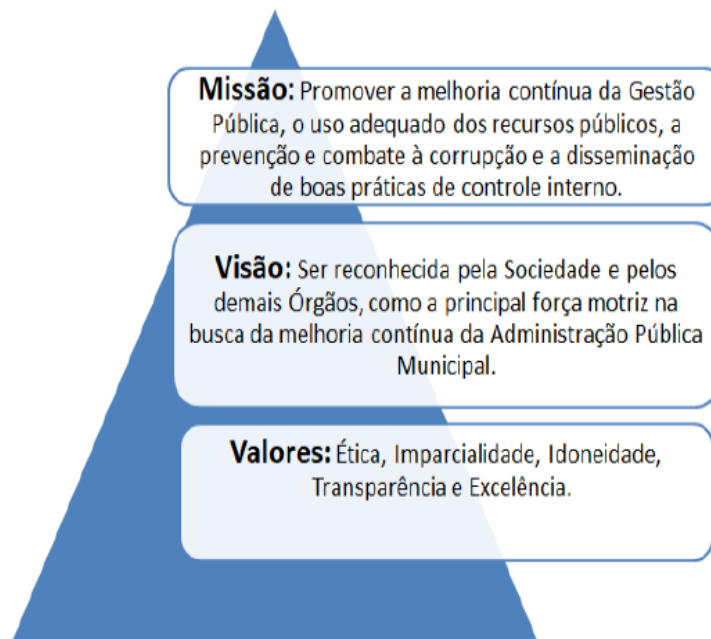 Missão: Promover a melhoria contínua da Gestão
Pública, o uso adequado dos recursos públicos, a
prevenção e combate à corrupção e a disseminação
de boas práticas de controle interno.
Visão: Ser reconhecida pela Sociedade e pelos
demais Órgãos, como a principal força motriz na
busca da melhoria contínua da Administração Pública
Municipal.
Valores: Ética, Imparcialidade, Idoneidade,
Transparência e Excelência.